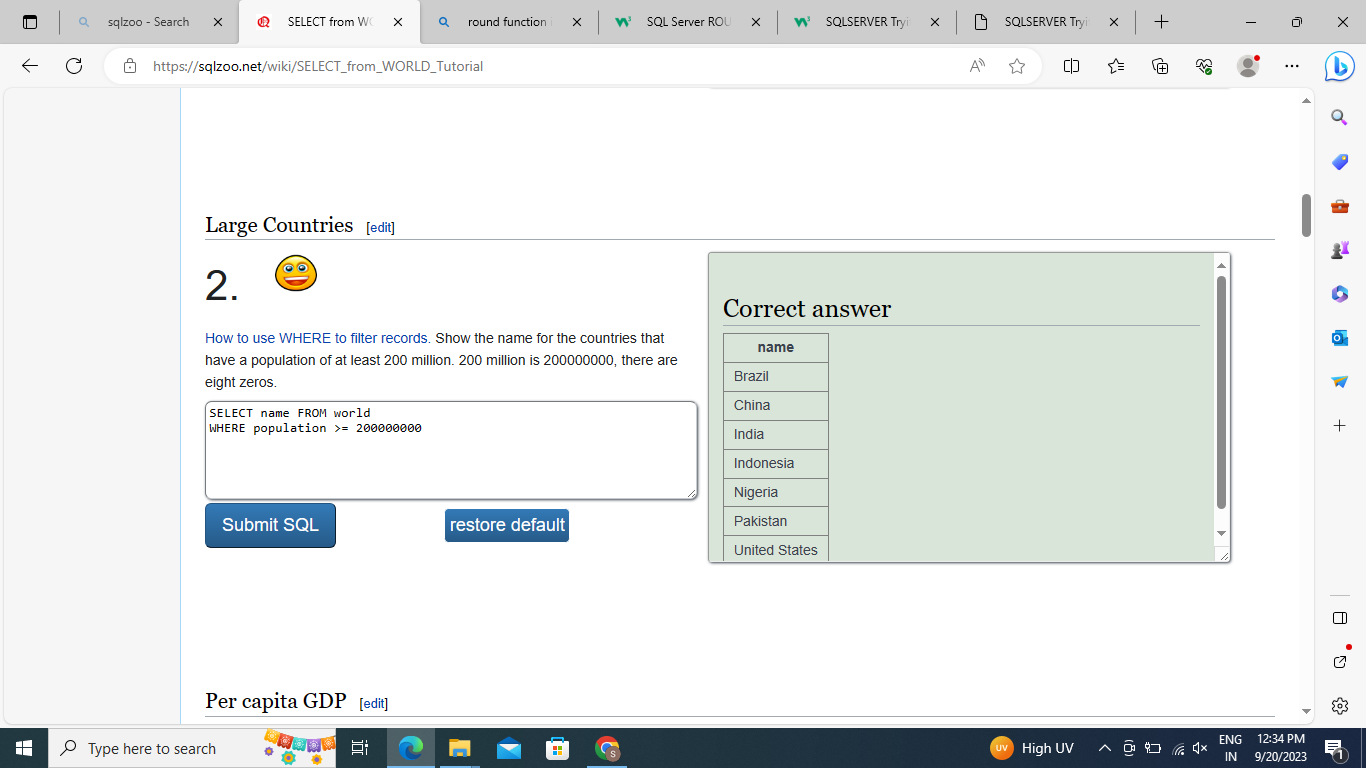 sqlzoo - Search
SELECT from WO
round function i
SQL Server ROU
SQLSERVER Tryi
SQLSERVER Tryi
https://sqlzoo.net/wiki/SELECT_from_WORLD_Tutorial
Large Countries [edit]
2.
How to use WHERE to filter records. Show the name for the countries that
have a population of at least 200 million. 200 million is 200000000, there are
eight zeros.
SELECT name FROM world
WHERE population >= 200000000
Submit SQL
restore default
Correct answer
name
Brazil
China
India
Indonesia
Nigeria
Pakistan
United States
Per capita GDP [edit]
Type here to search
S
UV
High UV
ENG
IN
12:34 PM
9/20/2023
1